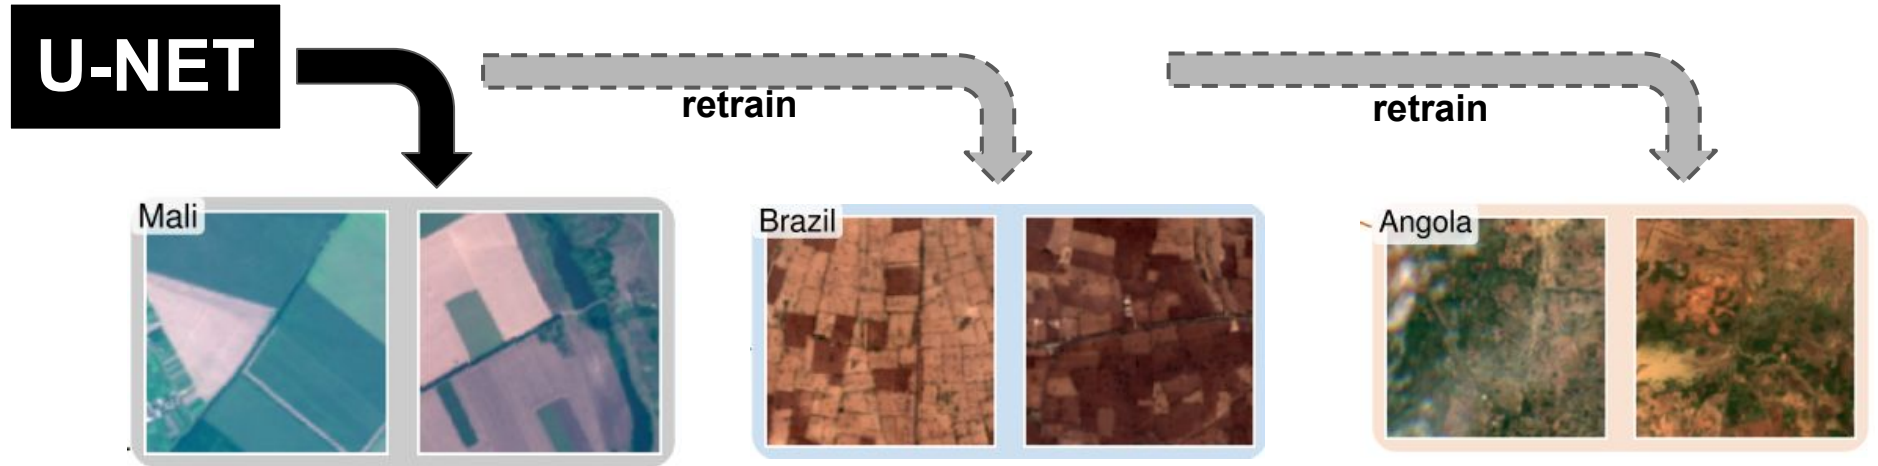 U-NET
retrain
retrain
Mali
Brazil
Angola